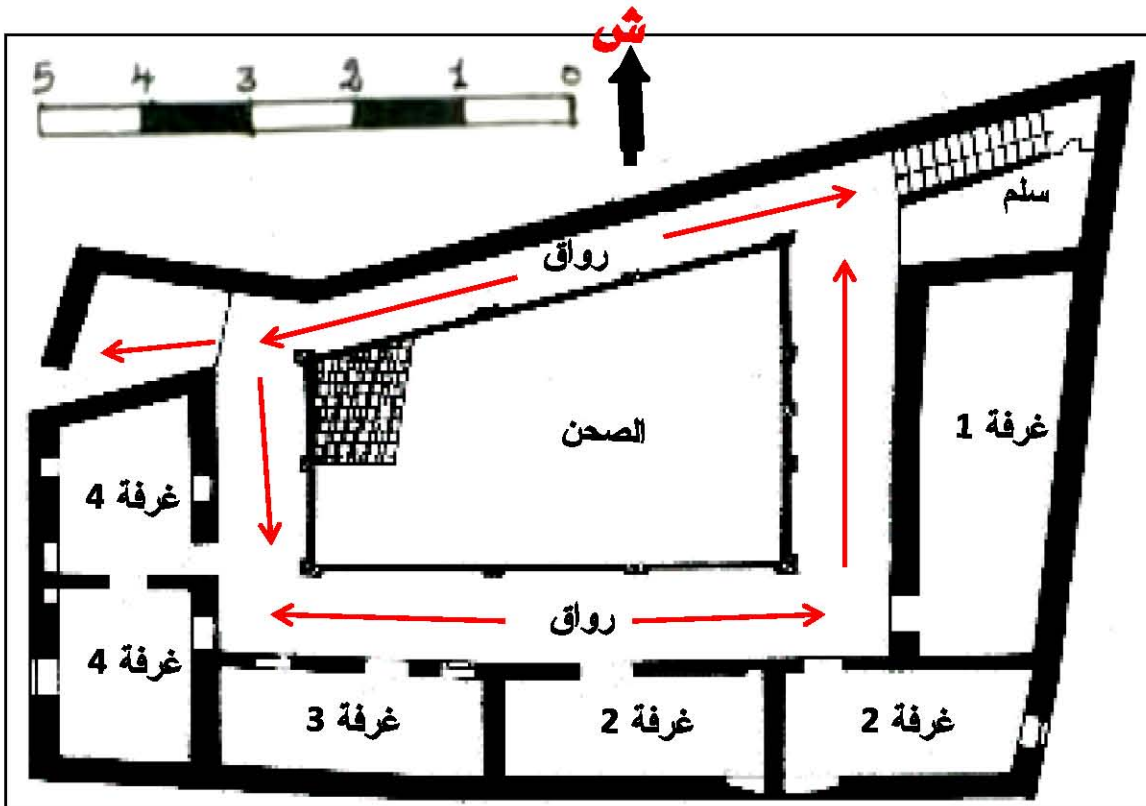 ش
5 4 3 2 1 0
سلم
رواق
غرفة 1
الصحن
غرفة 4
رواق
غرفة 4
غرفة 3
غرفة 2
غرفة 2